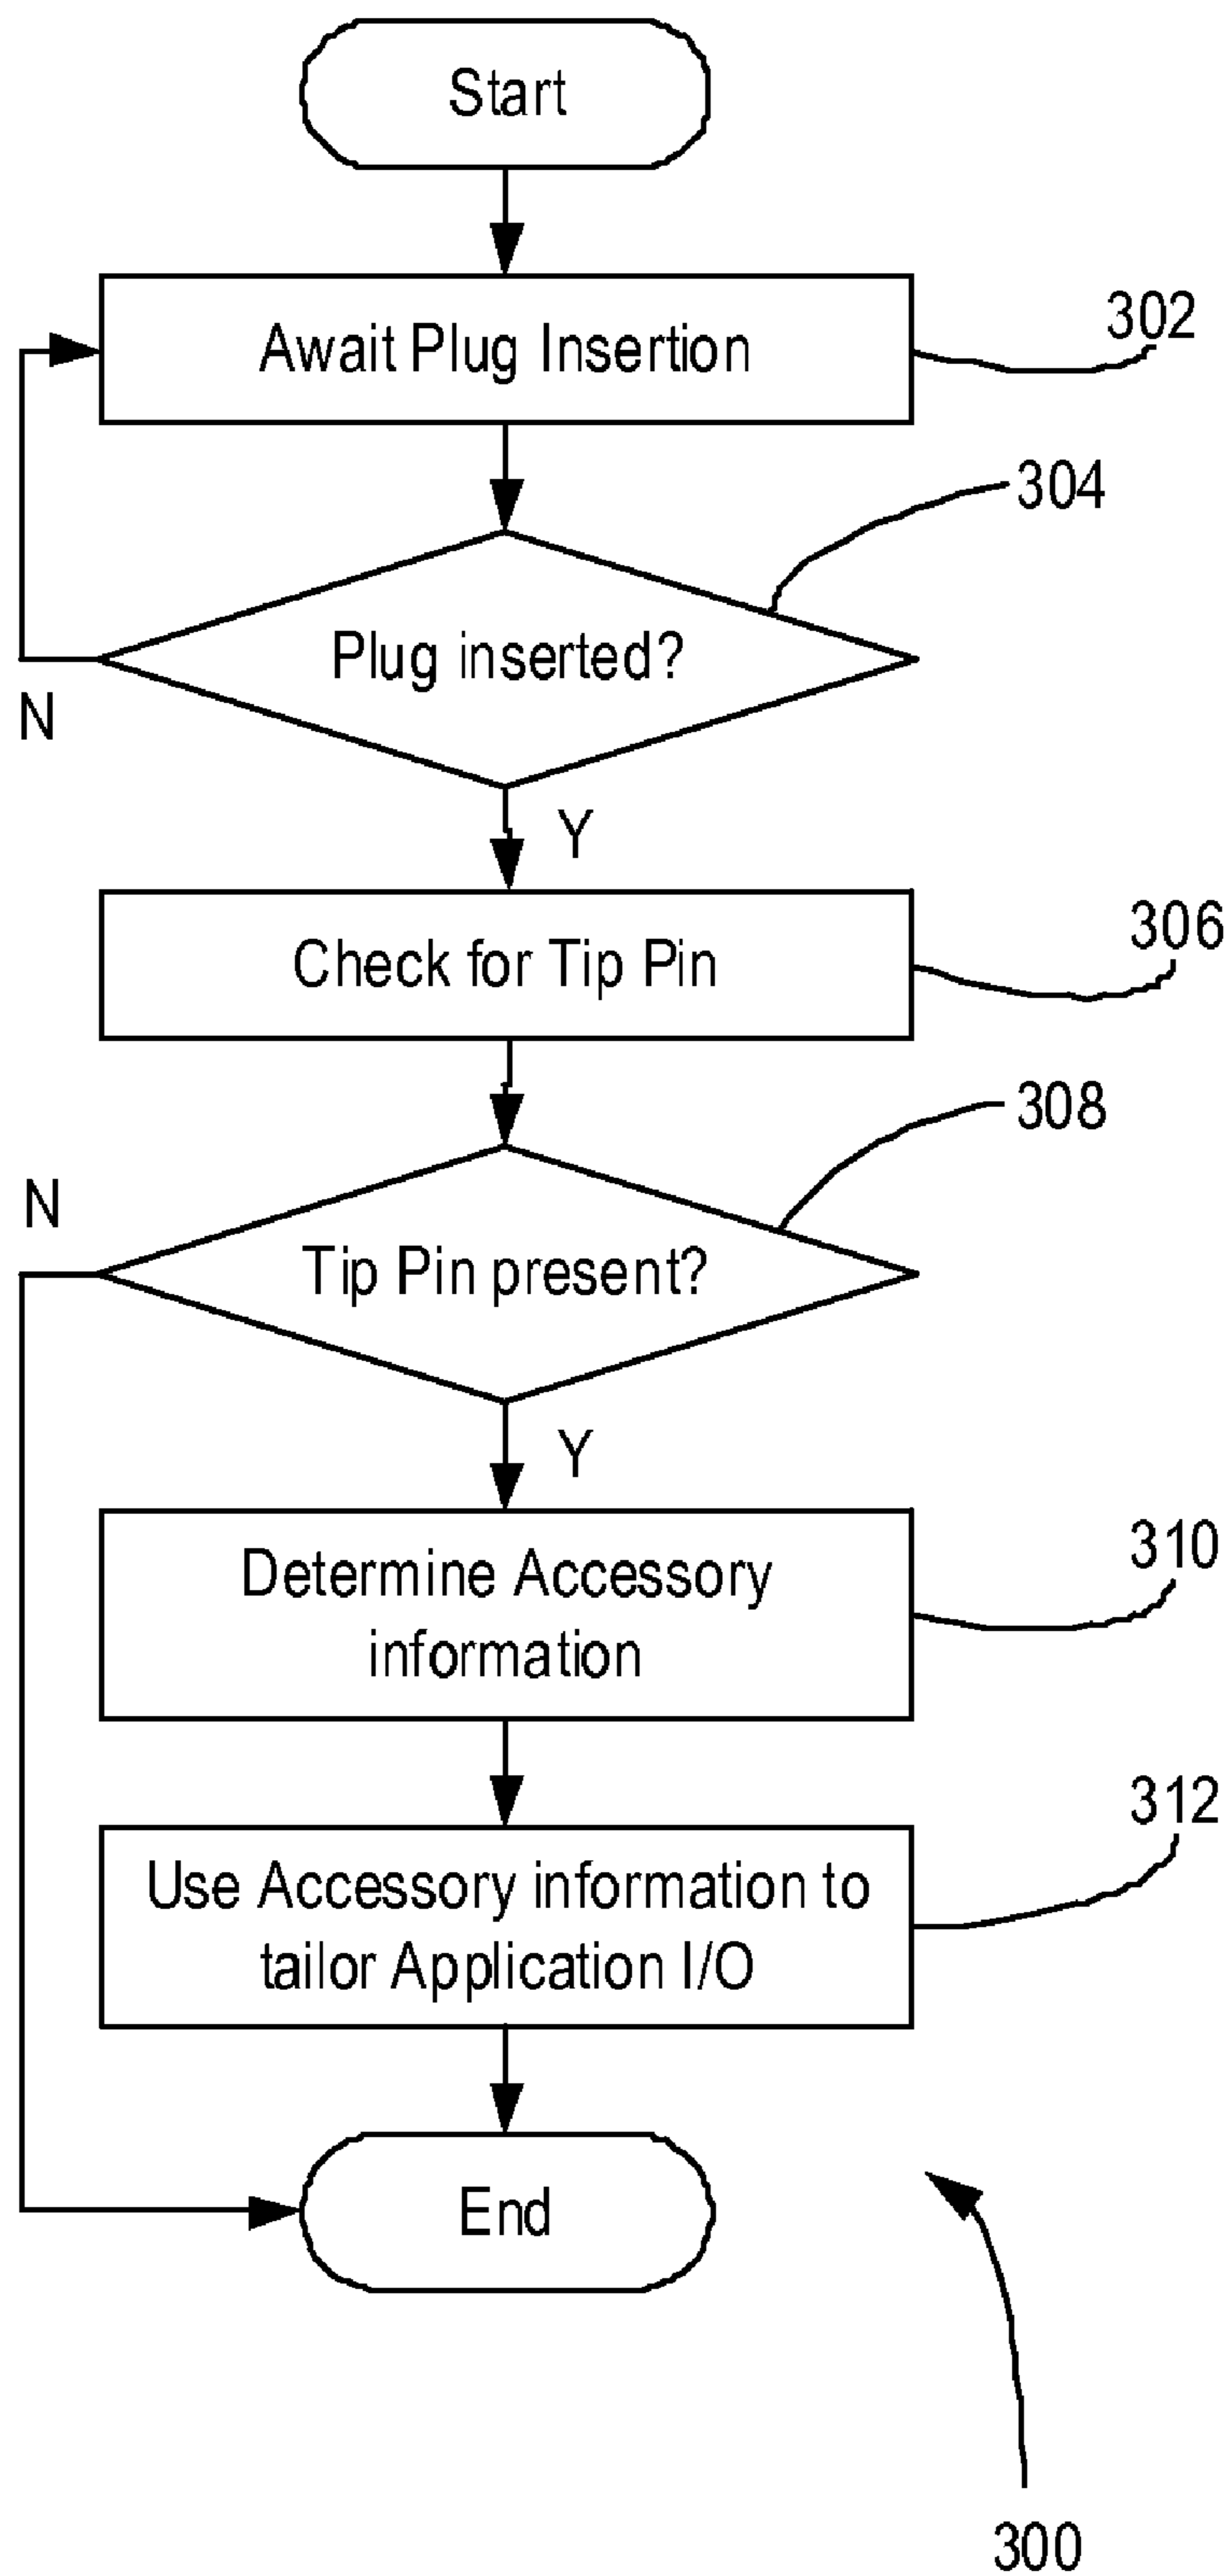 Start
Await Plug Insertion
302
304
Plug inserted?
N
Y
Check for Tip Pin
306
308
N
Tip Pin present?
Y
Determine Accessory
information
310
312
Use Accessory information to
tailor Application I/O
End
300